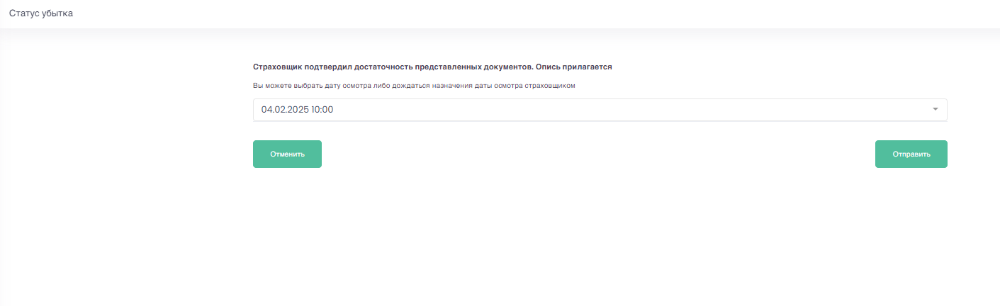 Статус убытка
Страховщик подтвердил достаточность представленных документов. Опись прилагается
Вы можете выбрать дату осмотра либо дождаться назначения даты осмотра страховщиком
04.02.2025 10:00
Отменить
Отправить